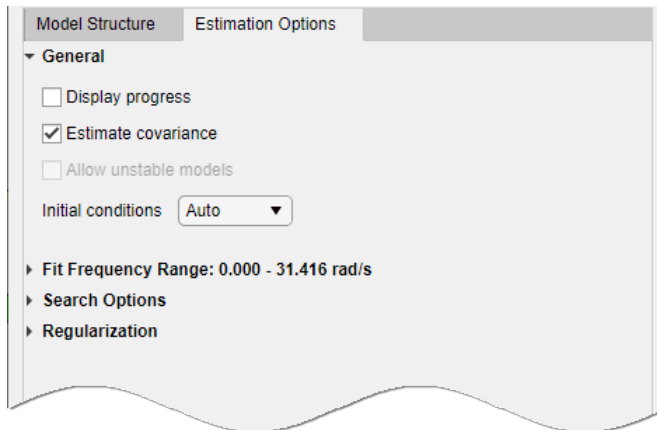 Model Structure Estimation Options
General
Display progress
Estimate covariance
Allow unstable models
Initial conditions Auto
Fit Frequency Range: 0.000 - 31.416 rad/s
Search Options
Regularization